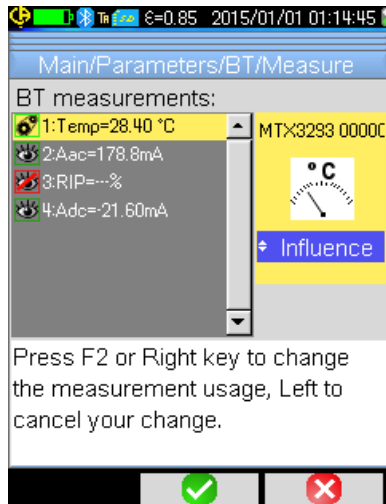 ε=0.85 2015/01/01 01:14:45
Main/Parameters/BT/Measure
BT measurements:
1:Temp=28.40 °C
2:Aac=178.8mA
3:RIP=---%
4:Adc=-21.60mA
MTX3293 0000
°C
Influence
Press F2 or Right key to change
the measurement usage, Left to
cancel your change.